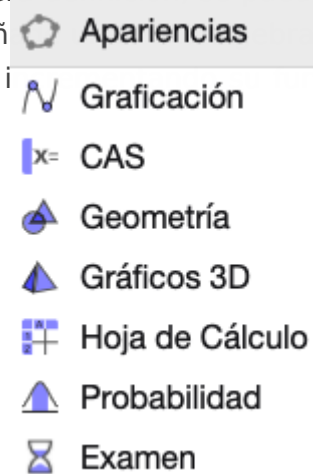 Apariencias
Graficación
x=
CAS
Geometría
Gráficos 3D
Hoja de Cálculo
Probabilidad
Examen